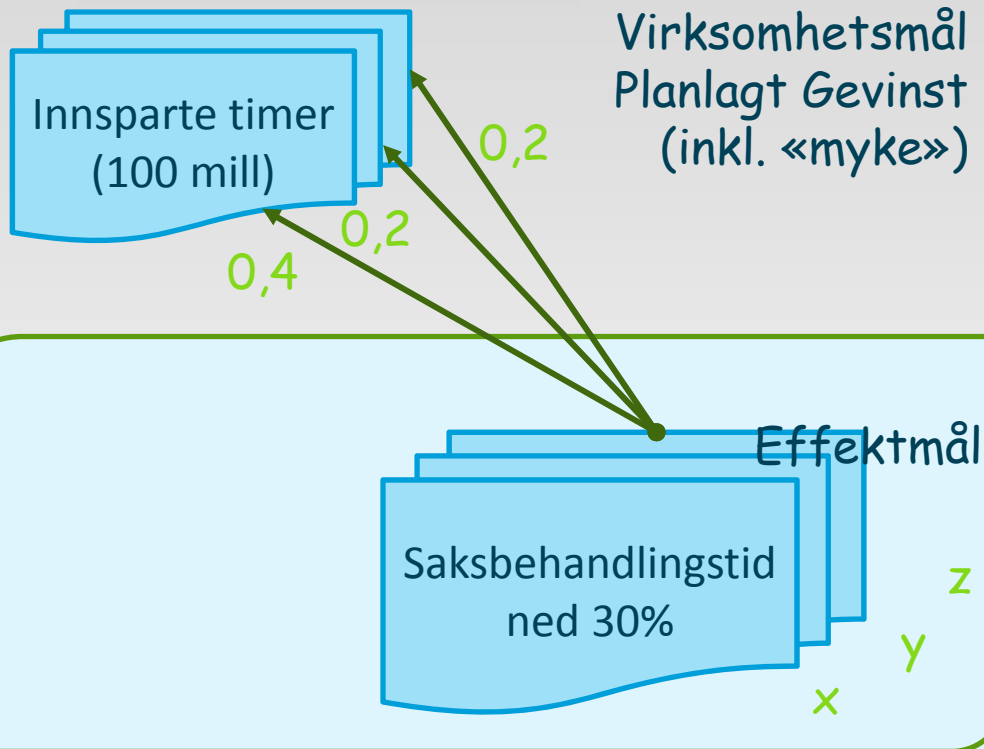 Virksomhetsmål
Planlagt Gevinst
(inkl. «myke»)
Innsparte timer
(100 mill)
0,2
0,2
0,4
Effektmål
Saksbehandlingstid
ned 30%
z
y
x